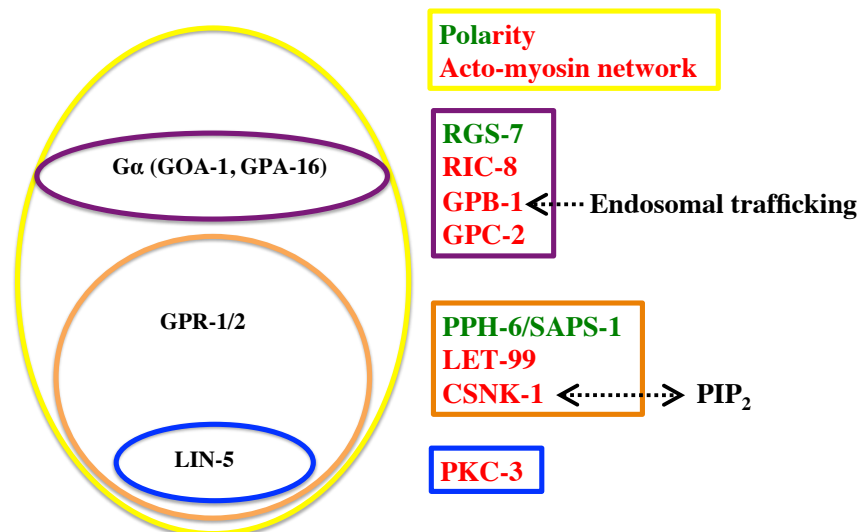 Polarity
Acto-myosin network
Gα (GOA-1, GPA-16)
RGS-7
RIC-8
GPB-1
Endosomal trafficking
GPC-2
GPR-1/2
PPH-6/SAPS-1
LET-99
CSNK-1
PIP₂
LIN-5
PKC-3